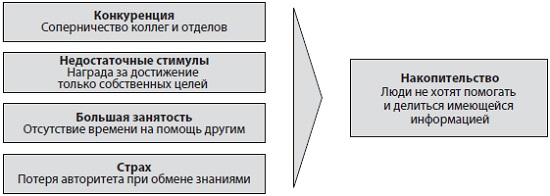 Конкуренция
Соперничество коллег и отделов
Недостаточные стимулы
Награда за достижение
только собственных целей
Большая занятость
Отсутствие времени на помощь другим
Страх
Потеря авторитета при обмене знаниями
Накопительство
Люди не хотят помогать
и делиться имеющейся
информацией